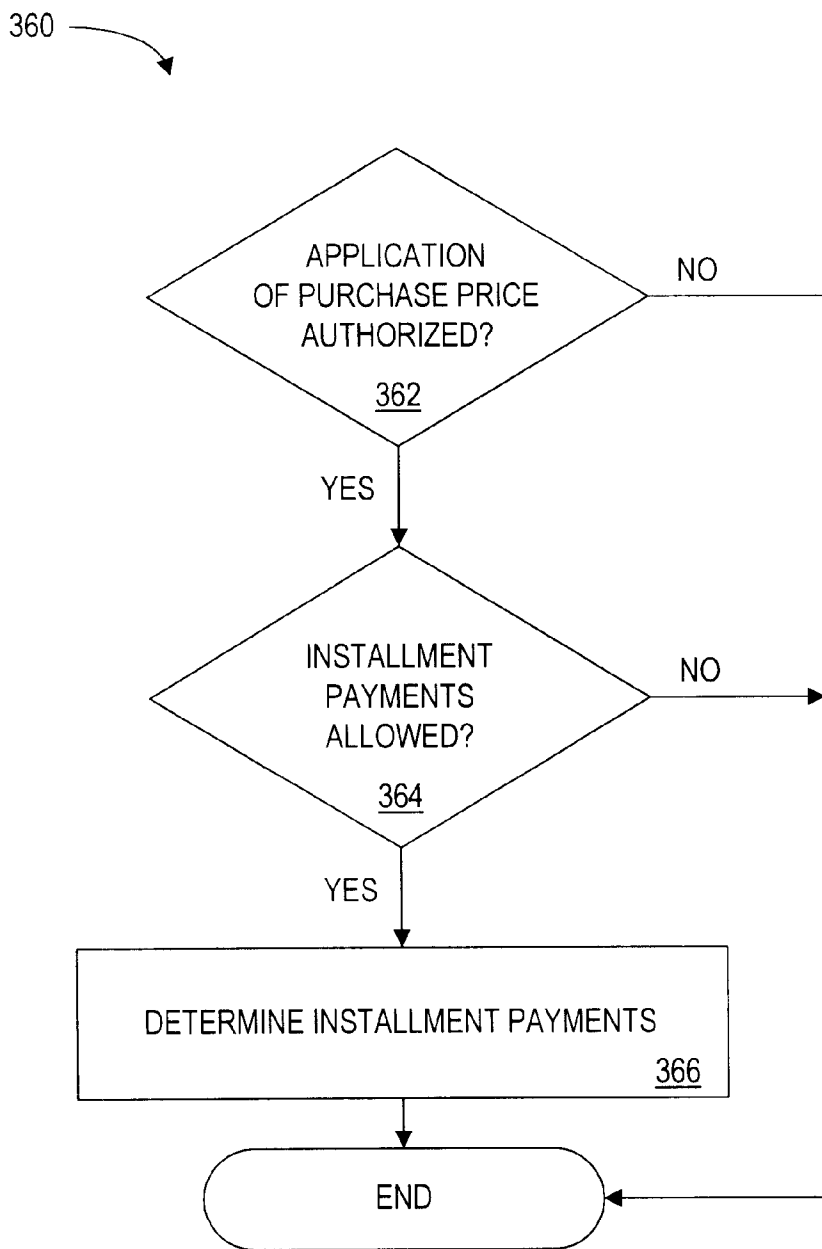 360
APPLICATION
OF PURCHASE PRICE
AUTHORIZED?
362
NO
YES
INSTALLMENT
PAYMENTS
ALLOWED?
364
NO
YES
DETERMINE INSTALLMENT PAYMENTS
366
END